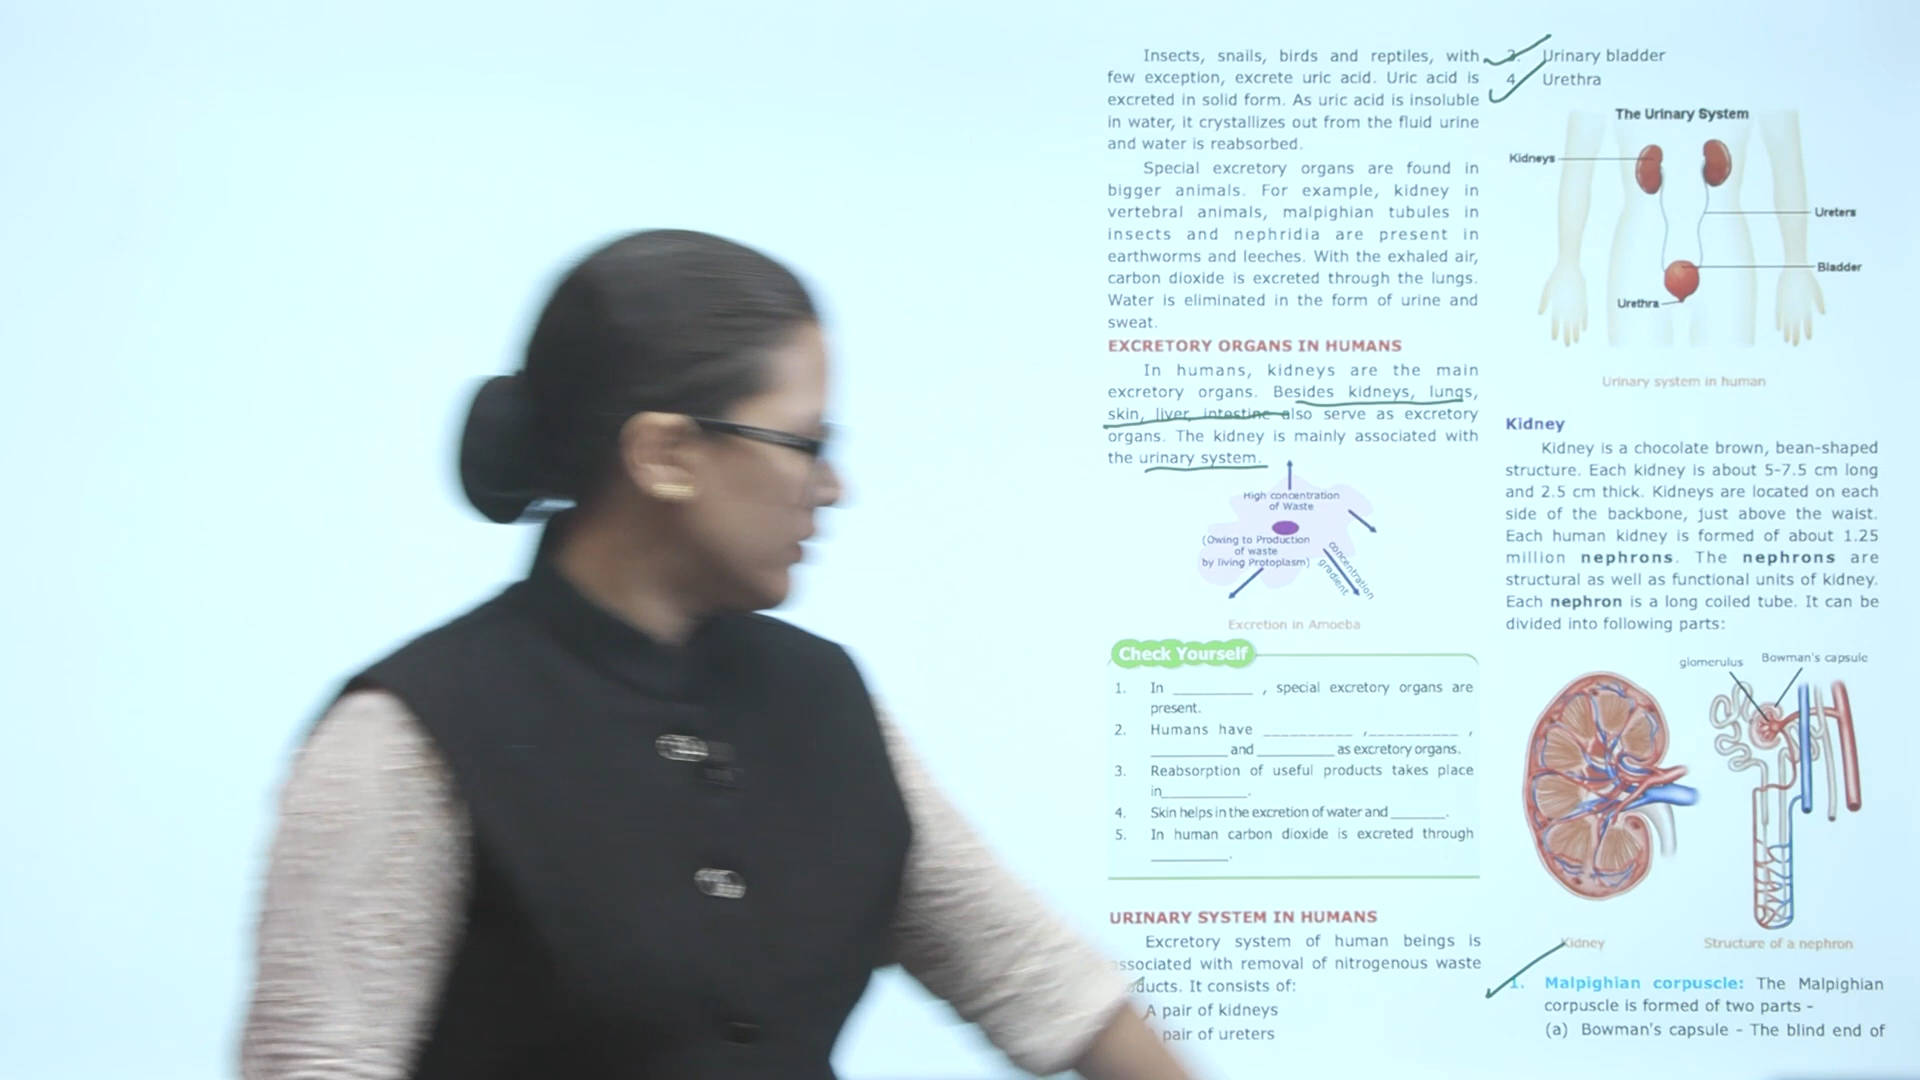 Insects, snails, birds and reptiles, with
few exception, excrete uric acid. Uric acid is
excreted in solid form. As uric acid is insoluble
in water, it crystallizes out from the fluid urine
and water is reabsorbed.
Special excretory organs are found in
bigger animals. For example, kidney in
vertebral animals, malpighian tubules in
insects and nephridia are present in
earthworms and leeches. With the exhaled air,
carbon dioxide is excreted through the lungs.
Water is eliminated in the form of urine and
sweat.
EXCRETORY ORGANS IN HUMANS
In humans, kidneys are the main
excretory organs. Besides kidneys, lungs,
skin, liver, intestine also serve as excretory
organs. The kidney is mainly associated with
the urinary system.
High concentration
of Waste
(Owing to Production
of waste
by living Protoplasm)
concentration
gradient
Excretion in Amoeba
Check Yourself
1. In __________ , special excretory organs are
present.
2. Humans have ___________ ,___________ ,
__________ and __________ as excretory organs.
3. Reabsorption of useful products takes place
in___________.
4. Skin helps in the excretion of water and _______.
5. In human carbon dioxide is excreted through
__________.
URINARY SYSTEM IN HUMANS
Excretory system of human beings is
associated with removal of nitrogenous waste
ducts. It consists of:
A pair of kidneys
pair of ureters
3. Urinary bladder
4. Urethra
The Urinary System
Kidneys
Ureters
Bladder
Urethra
Urinary system in human
Kidney
Kidney is a chocolate brown, bean-shaped
structure. Each kidney is about 5-7.5 cm long
and 2.5 cm thick. Kidneys are located on each
side of the backbone, just above the waist.
Each human kidney is formed of about 1.25
million nephrons. The nephrons are
structural as well as functional units of kidney.
Each nephron is a long coiled tube. It can be
divided into following parts:
glomerulus Bowman's capsule
Kidney
Structure of a nephron
1. Malpighian corpuscle: The Malpighian
corpuscle is formed of two parts -
(a) Bowman's capsule - The blind end of